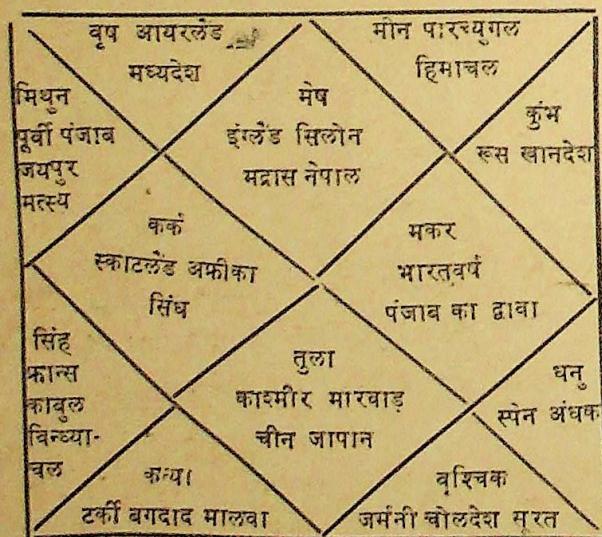 वृष आयरलैंड
मध्यदेश
मीन पारच्युगल
हिमाचल
मिथुन
पूर्वी पंजाब
जयपुर
मत्स्य
मेष
इंग्लैंड सिलोन
मद्रास नेपाल
कुंभ
रूस खानदेश
कर्क
स्काटलैंड अफ्रीका
सिंध
मकर
भारतवर्ष
पंजाब का द्वाबा
सिंह
फ्रान्स
काबुल
विन्ध्या-
चल
तुला
काश्मीर मारवाड़
चीन जापान
धनु
स्पेन अंधक
कन्या
टर्की बगदाद मालवा
वृश्चिक
जर्मनी चोलदेश सूरत